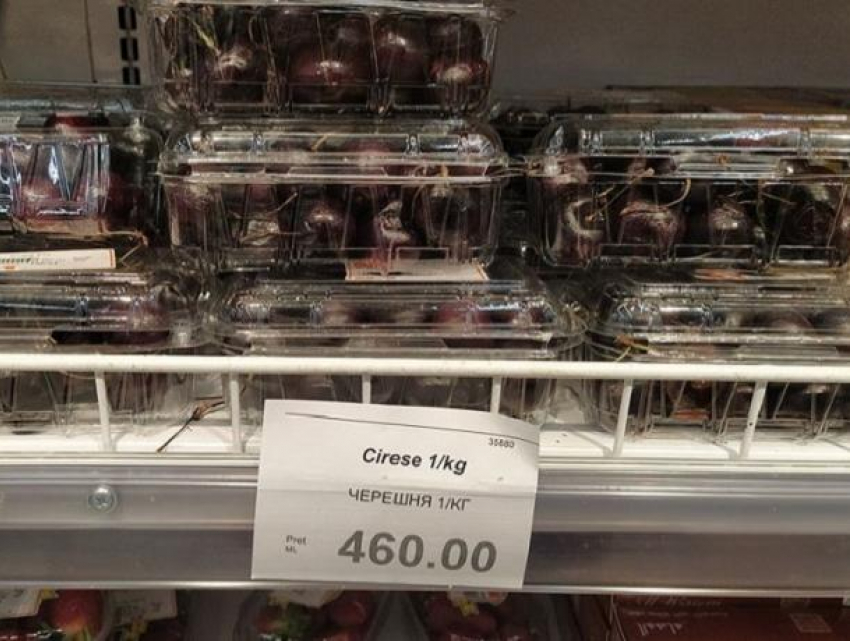 35880
Cirese 1/kg
ЧЕРЕШНЯ 1/КГ
Pret
ML
460.00